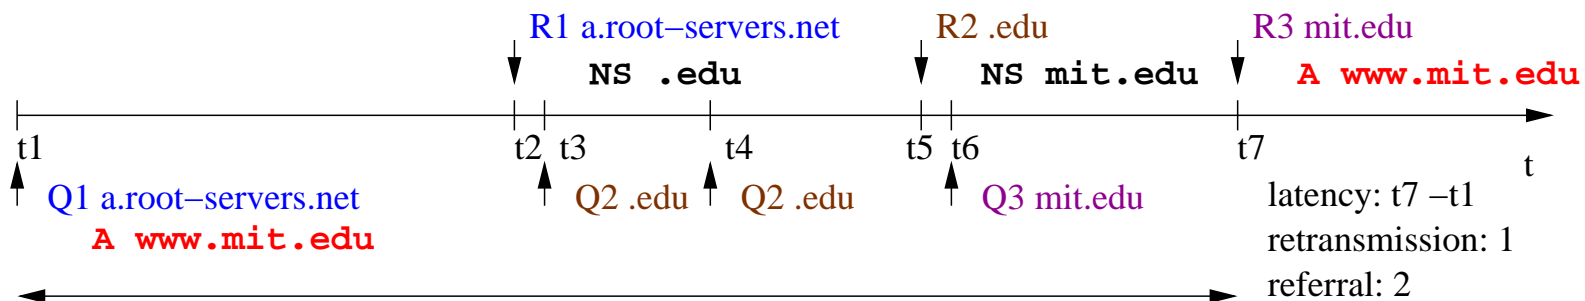 R1 a.root−servers.net R2 .edu R3 mit.edu
NS .edu NS mit.edu A www.mit.edu
t1 t2 t3 t4 t5 t6 t7 t
Q1 a.root−servers.net Q2 .edu Q2 .edu Q3 mit.edu latency: t7 −t1
A www.mit.edu retransmission: 1
referral: 2